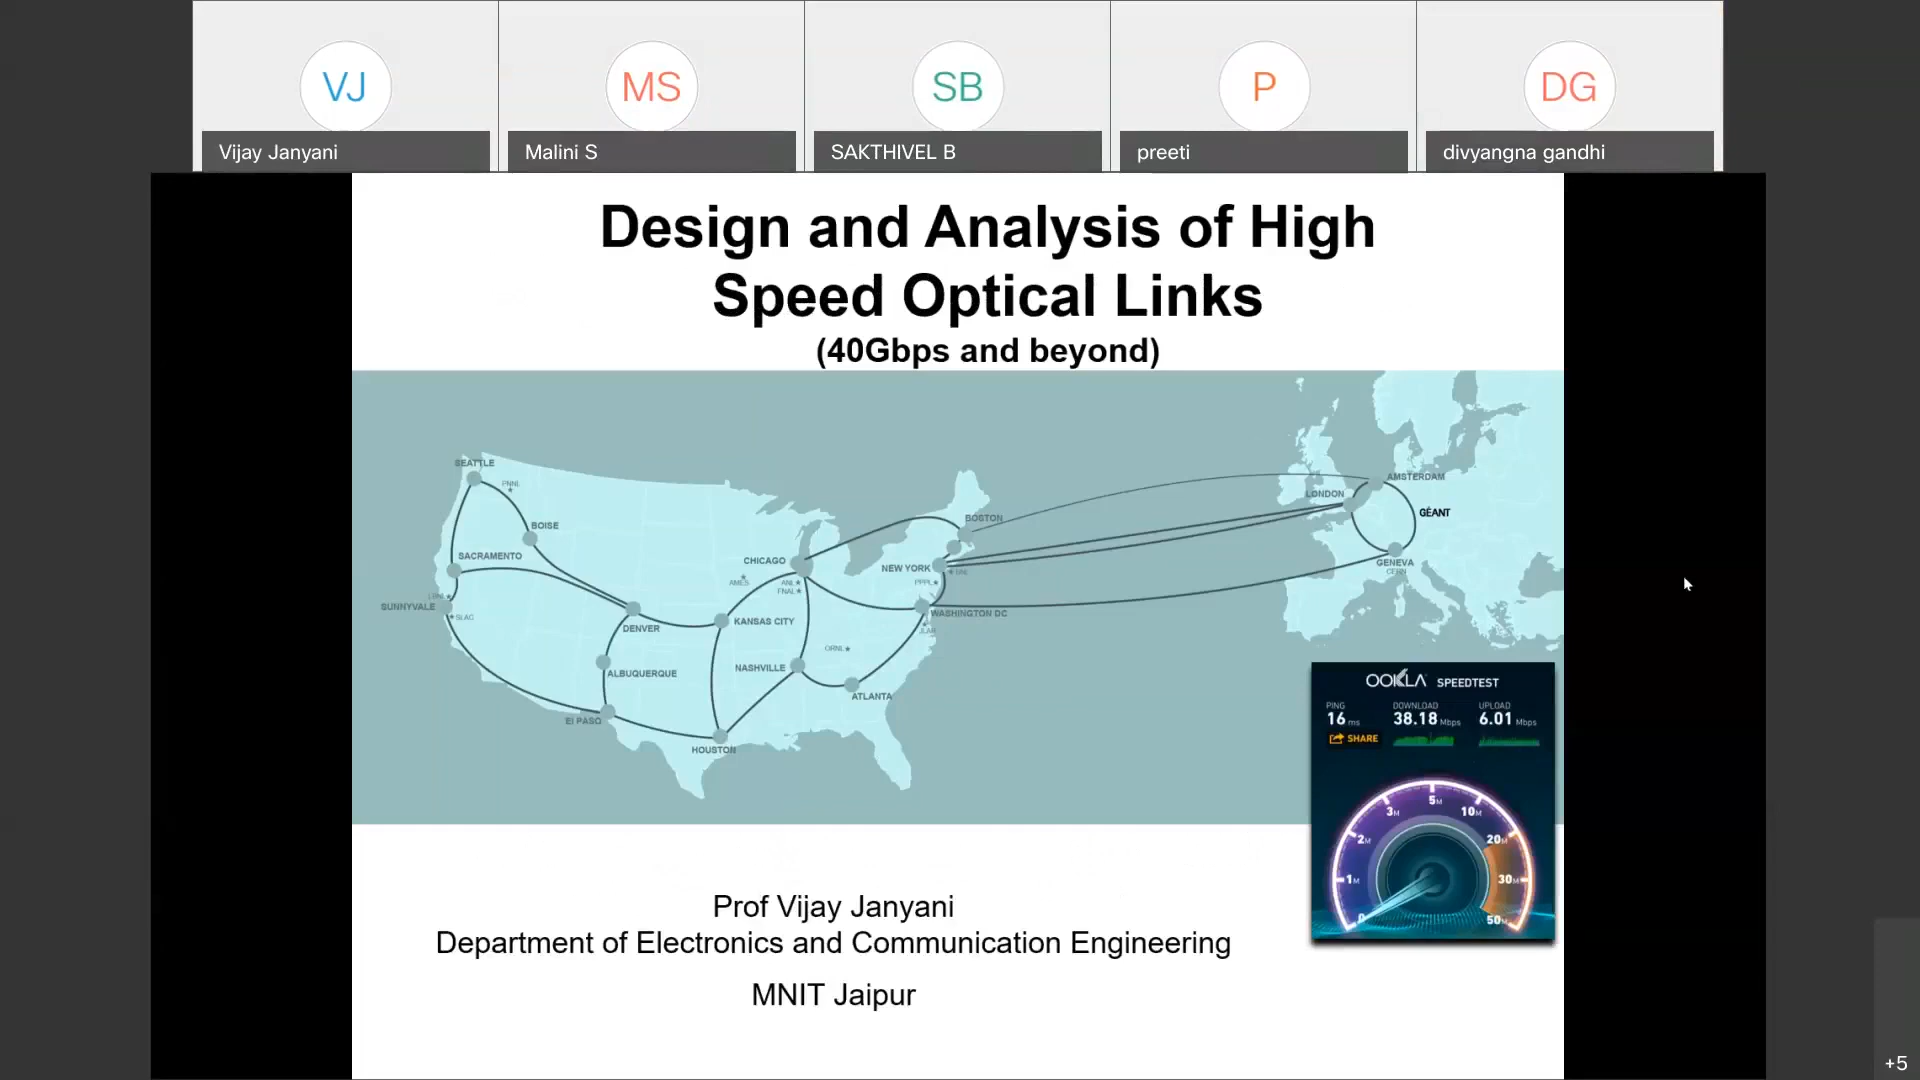 VJ
MS
SB
P
DG
Vijay Janyani
Malini S
SAKTHIVEL B
preeti
divyangna gandhi
Design and Analysis of High
Speed Optical Links
(40Gbps and beyond)
SEATTLE
PNNL
BOISE
SACRAMENTO
SUNNYVALE
SLAC
DENVER
ALBUQUERQUE
El PASO
HOUSTON
KANSAS CITY
CHICAGO
AMES
ANL
FNAL
NASHVILLE
ORNL
ATLANTA
BOSTON
NEW YORK
BNL
PPPL
WASHINGTON DC
JLAB
LONDON
AMSTERDAM
GÉANT
GENEVA
CERN
OOKLA SPEEDTEST
PING DOWNLOAD UPLOAD
16 ms 38.18 Mbps 6.01 Mbps
SHARE
5M
3M 10M
2M 20M
1M 30M
0 50M
Prof Vijay Janyani
Department of Electronics and Communication Engineering
MNIT Jaipur
+5